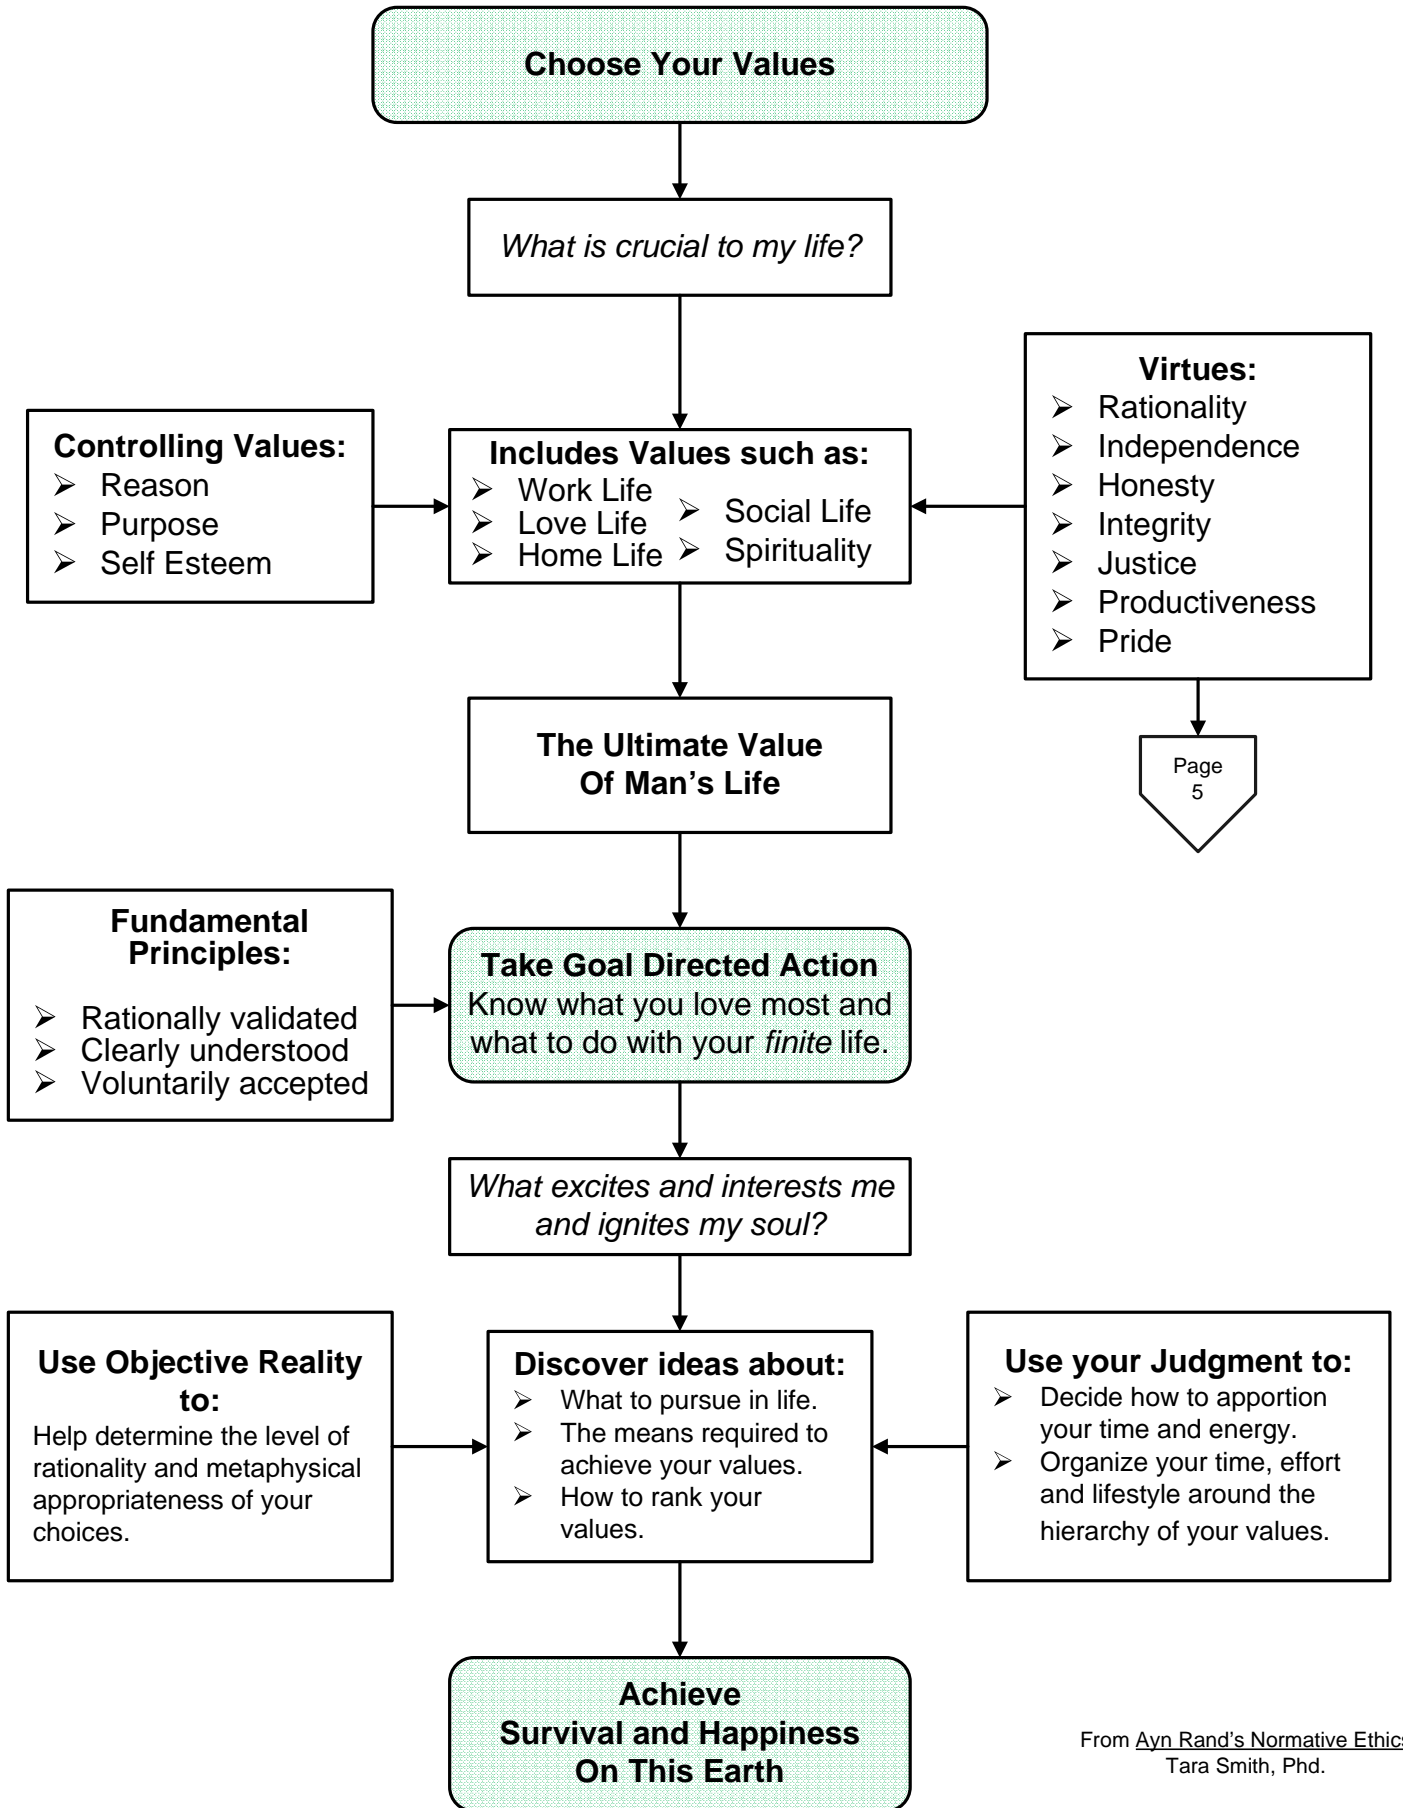 Choose Your Values
What is crucial to my life?
Controlling Values:
➢ Reason
➢ Purpose
➢ Self Esteem
Includes Values such as:
➢ Work Life
➢ Love Life
➢ Home Life
➢ Social Life
➢ Spirituality
Virtues:
➢ Rationality
➢ Independence
➢ Honesty
➢ Integrity
➢ Justice
➢ Productiveness
➢ Pride
Page
5
The Ultimate Value
Of Man's Life
Fundamental
Principles:
➢ Rationally validated
➢ Clearly understood
➢ Voluntarily accepted
Take Goal Directed Action
Know what you love most and
what to do with your finite life.
What excites and interests me
and ignites my soul?
Use Objective Reality
to:
Help determine the level of
rationality and metaphysical
appropriateness of your
choices.
Discover ideas about:
➢ What to pursue in life.
➢ The means required to
achieve your values.
➢ How to rank your
values.
Use your Judgment to:
➢ Decide how to apportion
your time and energy.
➢ Organize your time, effort
and lifestyle around the
hierarchy of your values.
Achieve
Survival and Happiness
On This Earth
From Ayn Rand's Normative Ethics
Tara Smith, Phd.